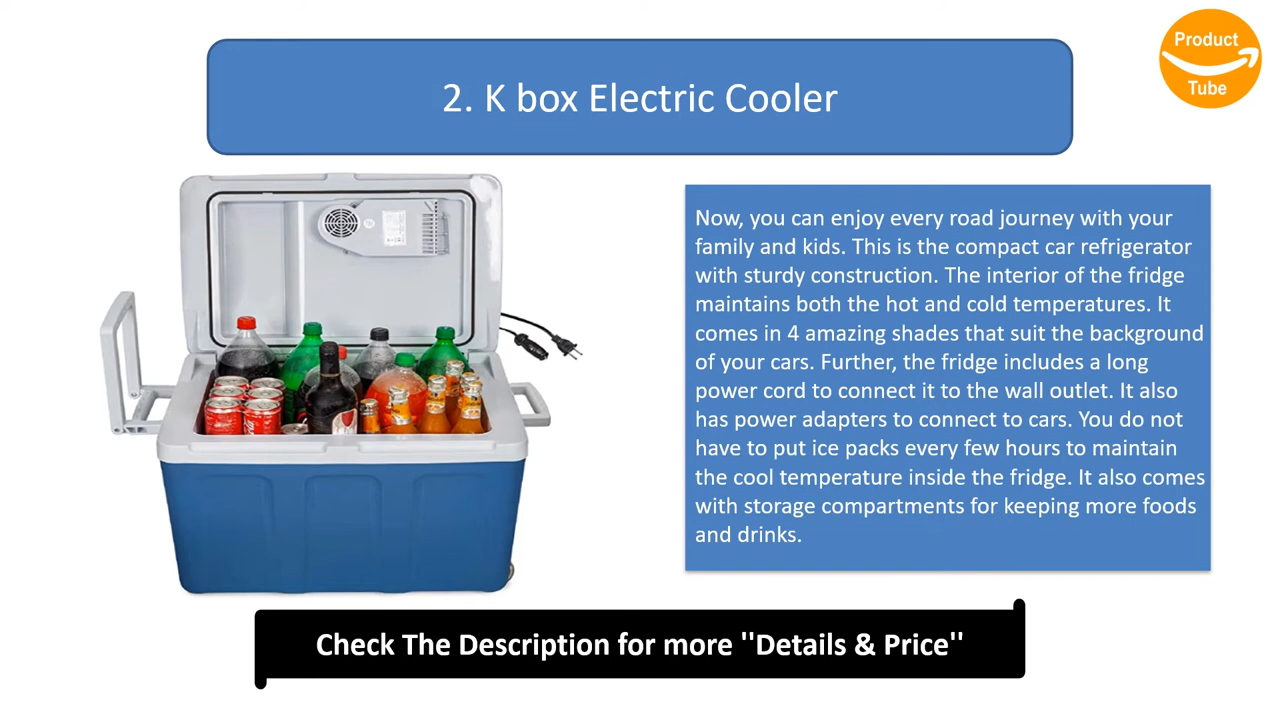 Product
Tube
2. K box Electric Cooler
Now, you can enjoy every road journey with your
family and kids. This is the compact car refrigerator
with sturdy construction. The interior of the fridge
maintains both the hot and cold temperatures. It
comes in 4 amazing shades that suit the background
of your cars. Further, the fridge includes a long
power cord to connect it to the wall outlet. It also
has power adapters to connect to cars. You do not
have to put ice packs every few hours to maintain
the cool temperature inside the fridge. It also comes
with storage compartments for keeping more foods
and drinks.
Check The Description for more ''Details & Price''